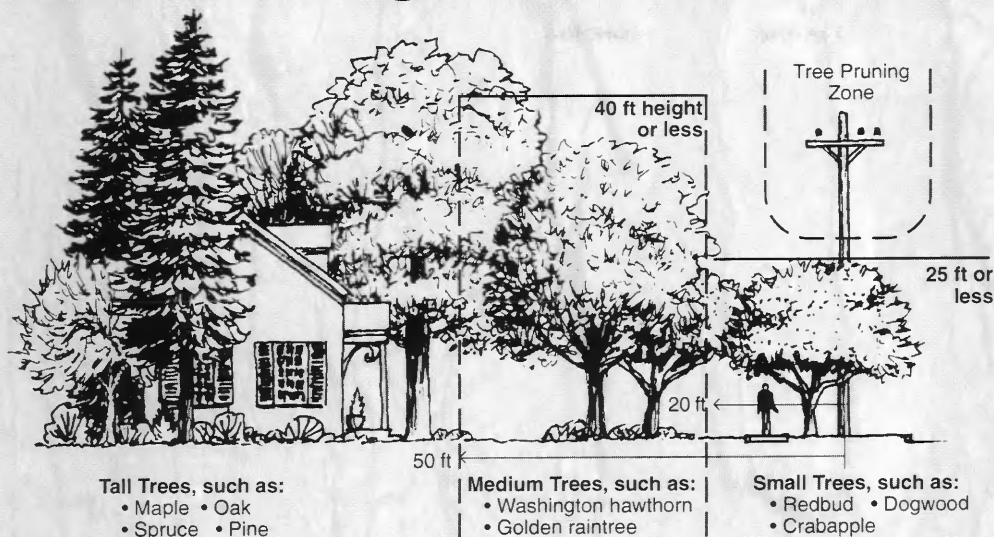 Tree Pruning
Zone
40 ft height
or less
25 ft or
less
20 ft
50 ft
Tall Trees, such as:
• Maple • Oak
• Spruce • Pine
Medium Trees, such as:
• Washington hawthorn
• Golden raintree
Small Trees, such as:
• Redbud • Dogwood
• Crabapple